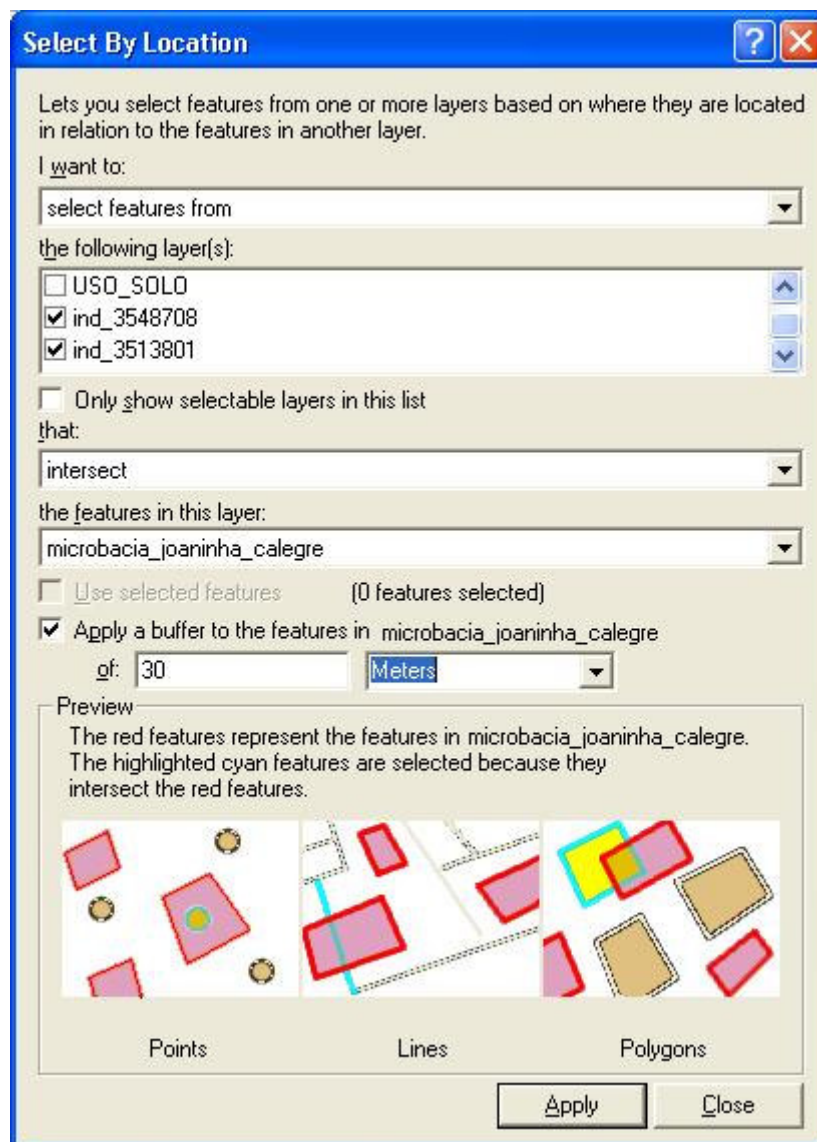 Select By Location
Lets you select features from one or more layers based on where they are located
in relation to the features in another layer.
I want to:
select features from
the following layer(s):
USO_SOLO
ind_3548708
ind_3513801
Only show selectable layers in this list
that:
intersect
the features in this layer:
microbacia_joaninha_calegre
Use selected features (0 features selected)
Apply a buffer to the features in microbacia_joaninha_calegre
of: 30 Meters
Preview
The red features represent the features in microbacia_joaninha_calegre.
The highlighted cyan features are selected because they
intersect the red features.
Points Lines Polygons
Apply Close